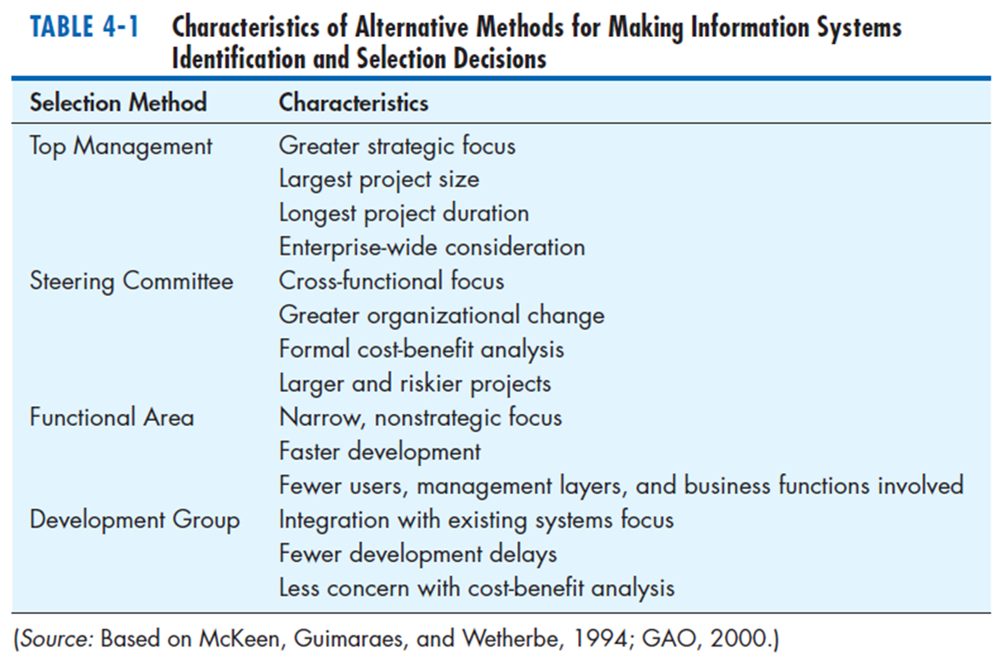 TABLE 4-1 Characteristics of Alternative Methods for Making Information Systems
Identification and Selection Decisions
Selection Method Characteristics
Top Management Greater strategic focus
Largest project size
Longest project duration
Enterprise-wide consideration
Steering Committee Cross-functional focus
Greater organizational change
Formal cost-benefit analysis
Larger and riskier projects
Functional Area Narrow, nonstrategic focus
Faster development
Fewer users, management layers, and business functions involved
Development Group Integration with existing systems focus
Fewer development delays
Less concern with cost-benefit analysis
(Source: Based on McKeen, Guimaraes, and Wetherbe, 1994; GAO, 2000.)